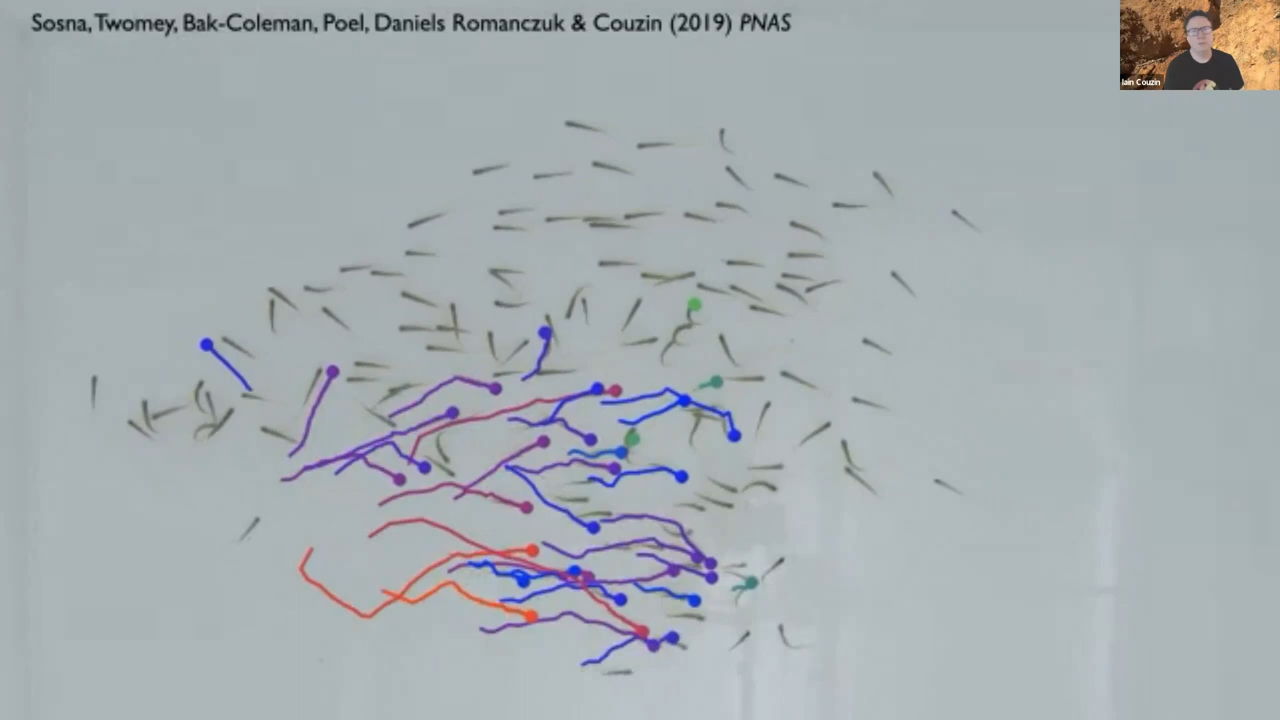 Sosna, Twomey, Bak-Coleman, Poel, Daniels Romanczuk & Couzin (2019) PNAS
Iain Couzin